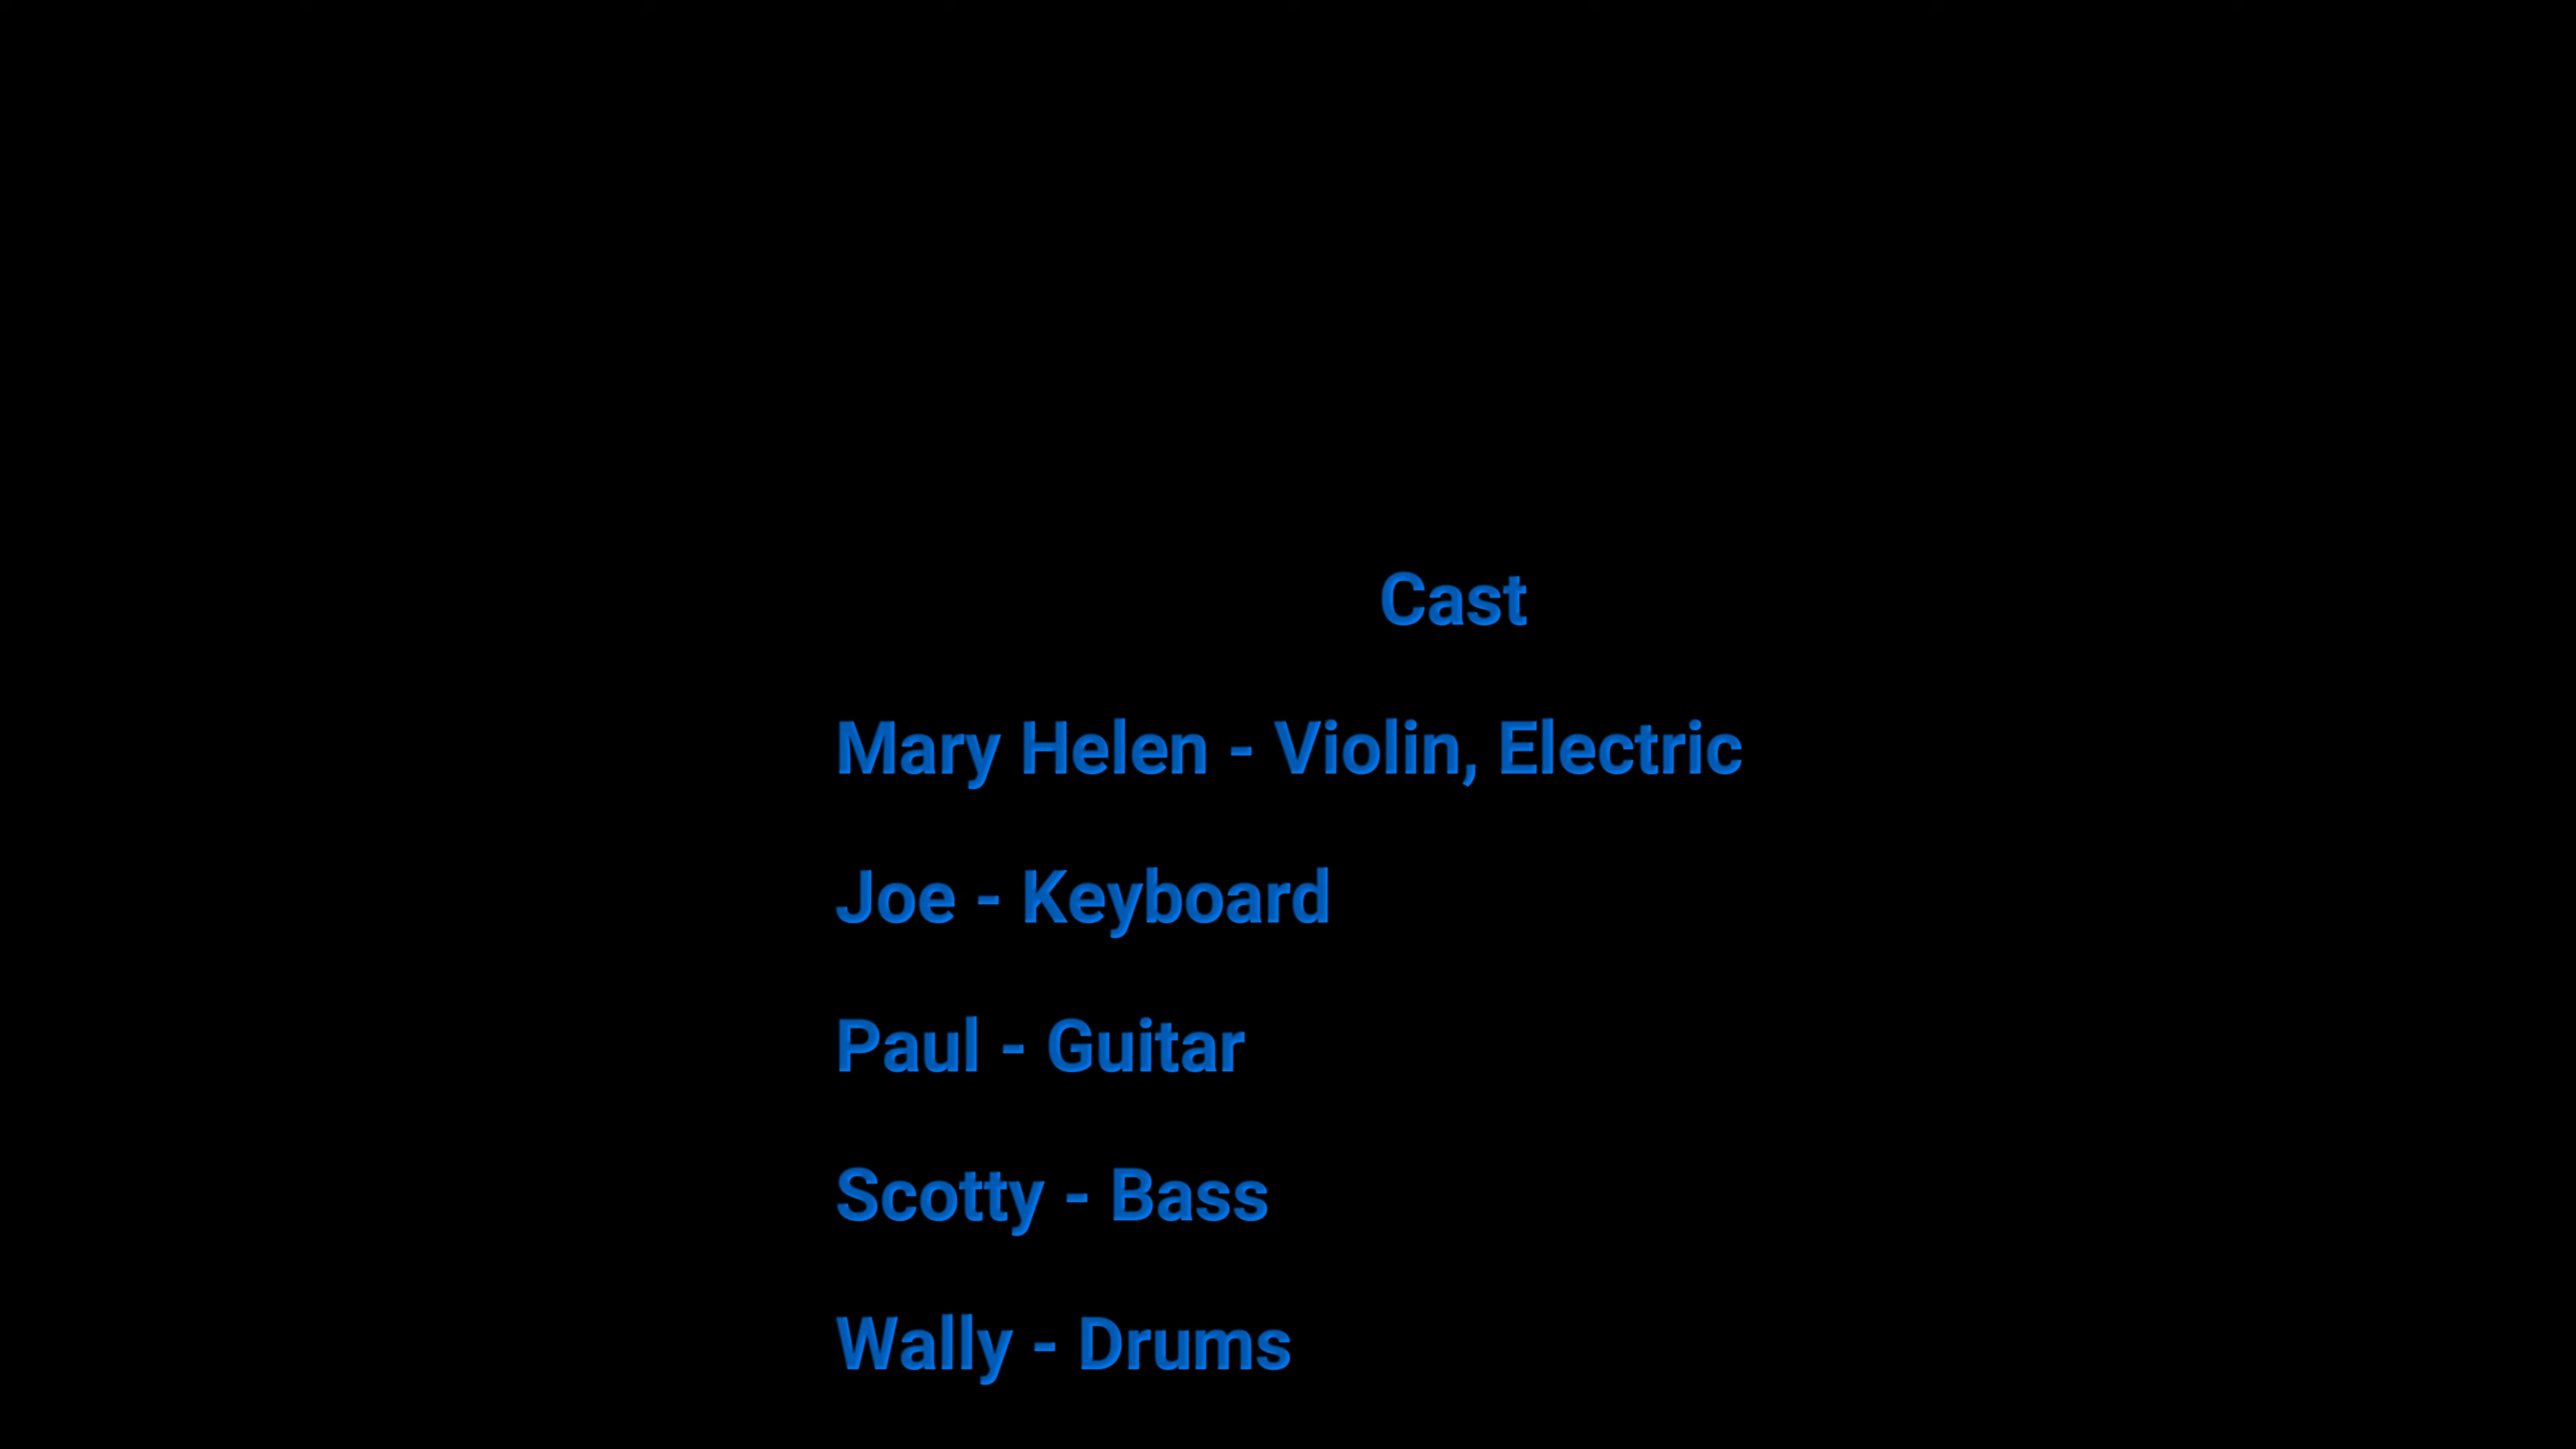 Cast
Mary Helen - Violin, Electric
Joe - Keyboard
Paul - Guitar
Scotty - Bass
Wally - Drums